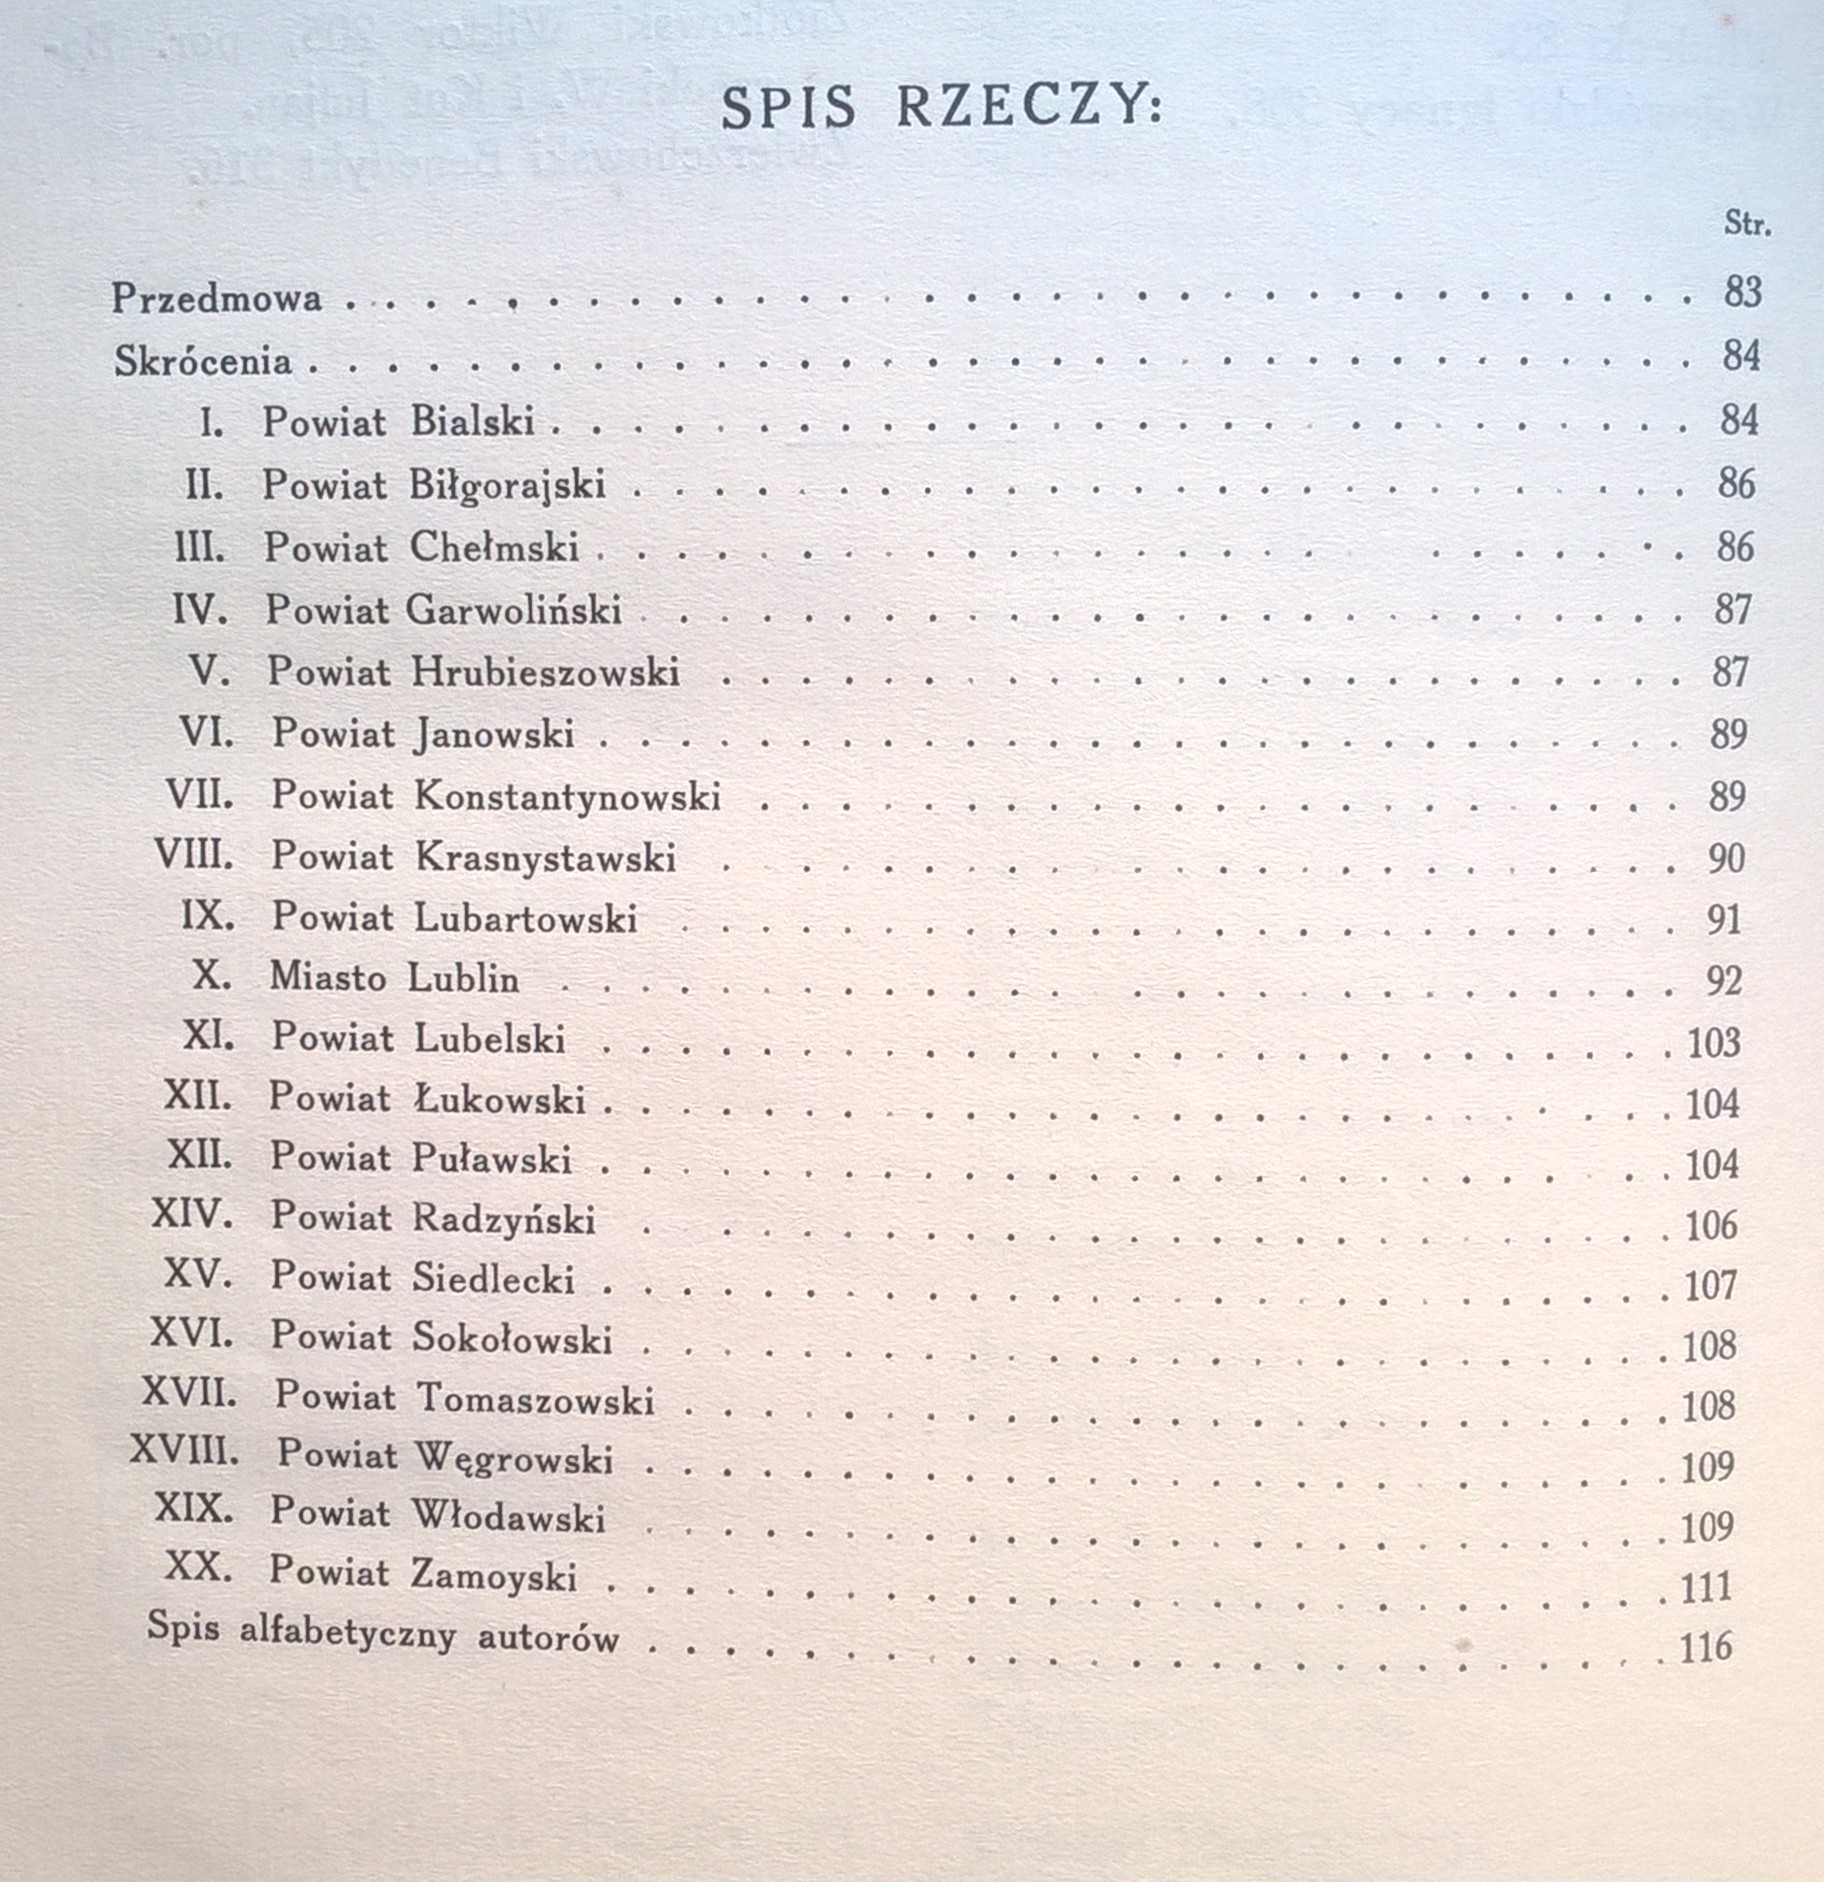 SPIS RZECZY:
Str.
Przedmowa . . . . . . . . . . . . . . . . . . . . . . . . . . . . . . . . 83
Skrócenia . . . . . . . . . . . . . . . . . . . . . . . . . . . . . . . . 84
I. Powiat Bialski . . . . . . . . . . . . . . . . . . . . . . . . . . . 84
II. Powiat Biłgorajski . . . . . . . . . . . . . . . . . . . . . . . . . 86
III. Powiat Chełmski . . . . . . . . . . . . . . . . . . . . . . . . . 86
IV. Powiat Garwoliński . . . . . . . . . . . . . . . . . . . . . . . . . 87
V. Powiat Hrubieszowski . . . . . . . . . . . . . . . . . . . . . . . . 87
VI. Powiat Janowski . . . . . . . . . . . . . . . . . . . . . . . . . . 89
VII. Powiat Konstantynowski . . . . . . . . . . . . . . . . . . . . . . . 89
VIII. Powiat Krasnystawski . . . . . . . . . . . . . . . . . . . . . . . 90
IX. Powiat Lubartowski . . . . . . . . . . . . . . . . . . . . . . . . . 91
X. Miasto Lublin . . . . . . . . . . . . . . . . . . . . . . . . . . . 92
XI. Powiat Lubelski . . . . . . . . . . . . . . . . . . . . . . . . . . 103
XII. Powiat Łukowski . . . . . . . . . . . . . . . . . . . . . . . . . . 104
XII. Powiat Puławski . . . . . . . . . . . . . . . . . . . . . . . . . . 104
XIV. Powiat Radzyński . . . . . . . . . . . . . . . . . . . . . . . . . 106
XV. Powiat Siedlecki . . . . . . . . . . . . . . . . . . . . . . . . . . 107
XVI. Powiat Sokołowski . . . . . . . . . . . . . . . . . . . . . . . . . 108
XVII. Powiat Tomaszowski . . . . . . . . . . . . . . . . . . . . . . . . 108
XVIII. Powiat Węgrowski . . . . . . . . . . . . . . . . . . . . . . . . . 109
XIX. Powiat Włodawski . . . . . . . . . . . . . . . . . . . . . . . . . 109
XX. Powiat Zamoyski . . . . . . . . . . . . . . . . . . . . . . . . . . 111
Spis alfabetyczny autorów . . . . . . . . . . . . . . . . . . . . . . . . 116